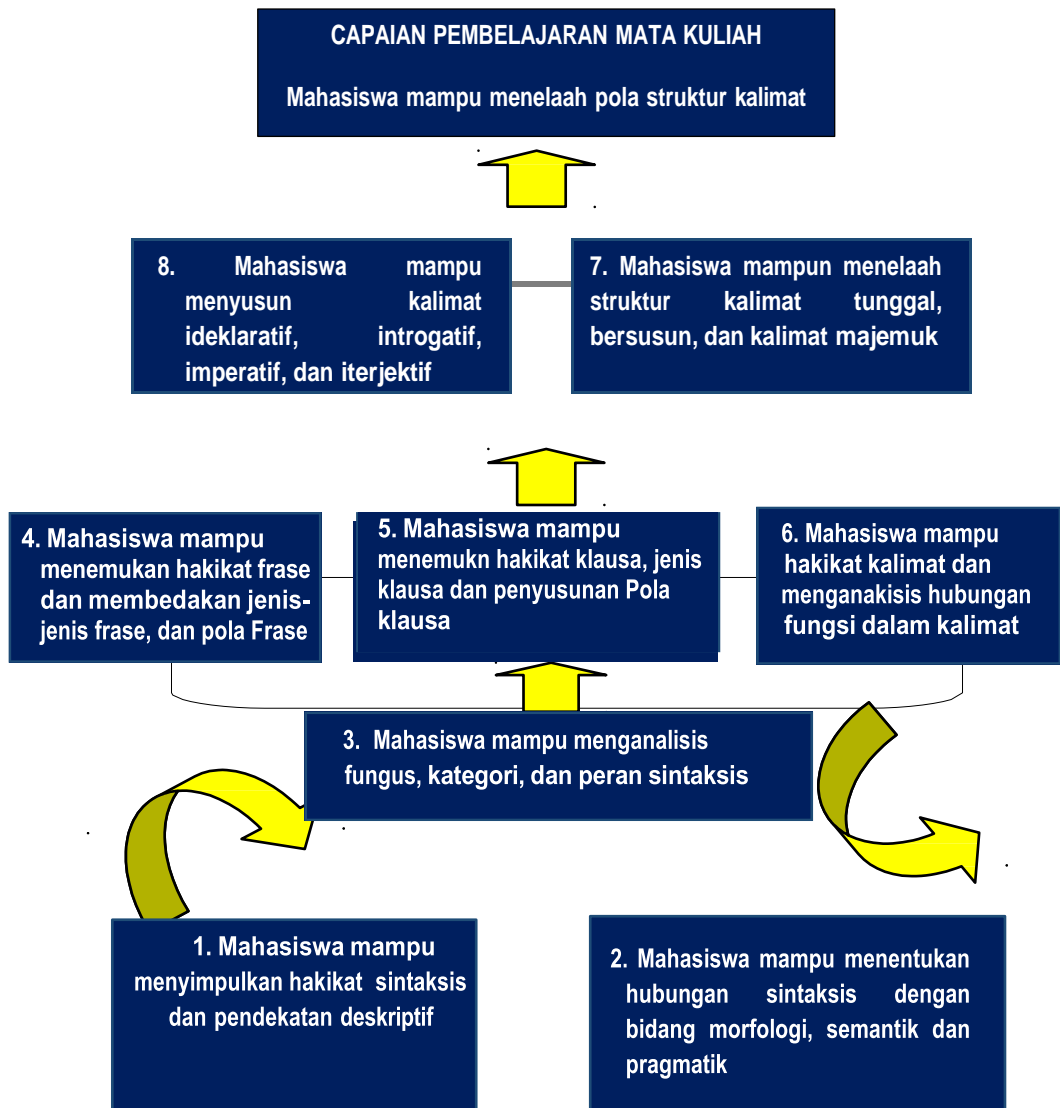 CAPAIAN PEMBELAJARAN MATA KULIAH
Mahasiswa mampu menelaah pola struktur kalimat
8. Mahasiswa mampu
menyusun kalimat
ideklaratif, introgatif,
imperatif, dan iterjektif
7. Mahasiswa mampun menelaah
struktur kalimat tunggal,
bersusun, dan kalimat majemuk
4. Mahasiswa mampu
menemukan hakikat frase
dan membedakan jenis-
jenis frase, dan pola Frase
5. Mahasiswa mampu
menemukn hakikat klausa, jenis
klausa dan penyusunan Pola
klausa
6. Mahasiswa mampu
hakikat kalimat dan
menganakisis hubungan
fungsi dalam kalimat
3. Mahasiswa mampu menganalisis
fungus, kategori, dan peran sintaksis
1. Mahasiswa mampu
menyimpulkan hakikat sintaksis
dan pendekatan deskriptif
2. Mahasiswa mampu menentukan
hubungan sintaksis dengan
bidang morfologi, semantik dan
pragmatik